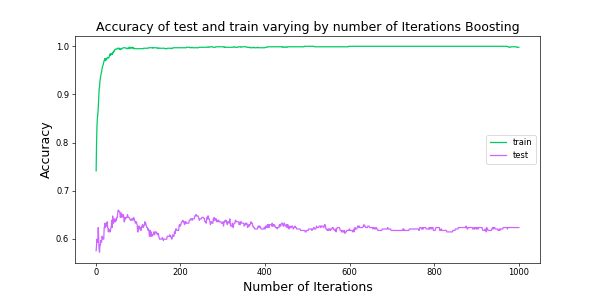 Accuracy of test and train varying by number of Iterations Boosting
1.0
0.9
0.8
0.7
0.6
Accuracy
train
test
0
200
400
600
800
1000
Number of Iterations